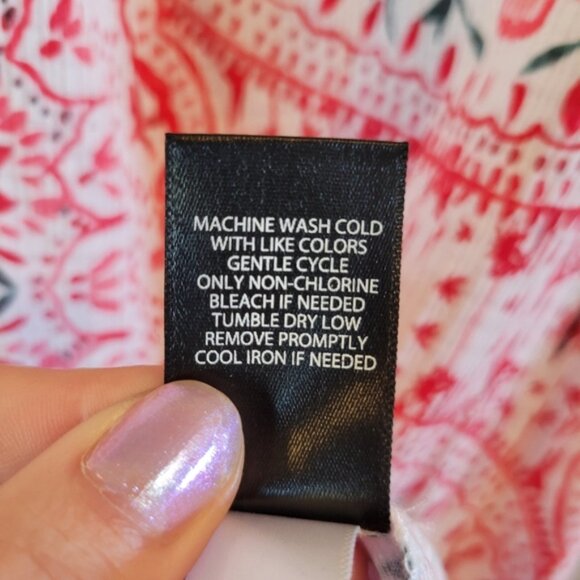 MACHINE WASH COLD
WITH LIKE COLORS
GENTLE CYCLE
ONLY NON-CHLORINE
BLEACH IF NEEDED
TUMBLE DRY LOW
REMOVE PROMPTLY
COOL IRON IF NEEDED